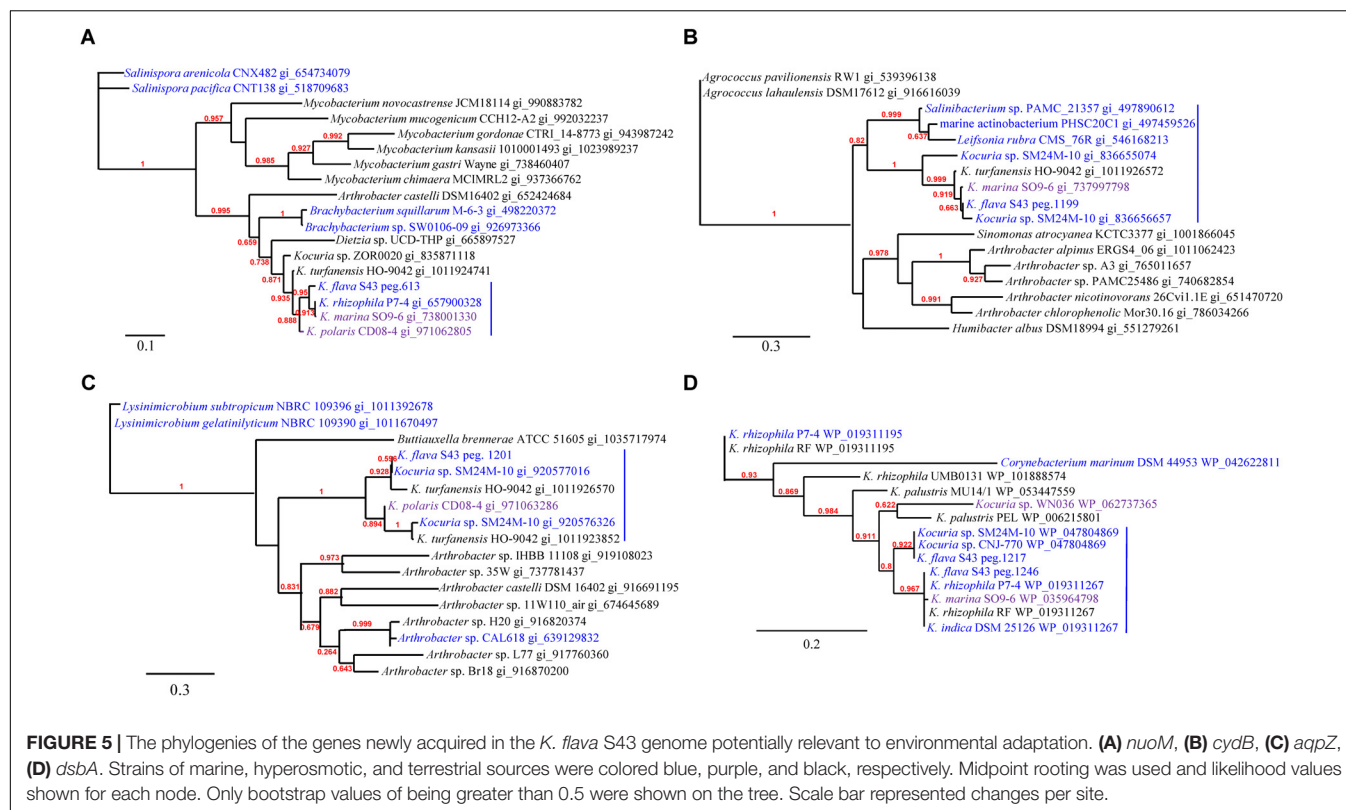 A
Salinispora arenicola CNX482 gi_654734079
Salinispora pacifica CNT138 gi_518709683
Mycobacterium novocastrense JCM18114 gi_990883782
0.957
Mycobacterium mucogenicum CCH12-A2 gi_992032237
0.992
Mycobacterium gordonae CTRI_14-8773 gi_943987242
0.927
Mycobacterium kansasii 1010001493 gi_1023989237
1
0.985
Mycobacterium gastri Wayne gi_738460407
Mycobacterium chimaera MCIMRL2 gi_937366762
Arthrobacter castelli DSM16402 gi_652424684
0.995
1
Brachybacterium squillarum M-6-3 gi_498220372
Brachybacterium sp. SW0106-09 gi_926973366
0.659
Dietzia sp. UCD-THP gi_665897527
0.738
Kocuria sp. ZOR0020 gi_835871118
0.871
K. turfanensis HO-9042 gi_1011924741
0.935
0.95
K. flava S43 peg.613
K. rhizophila P7-4 gi_657900328
0.913
K. marina SO9-6 gi_738001330
0.888
K. polaris CD08-4 gi_971062805
0.1
B
Agrococcus pavilionensis RW1 gi_539396138
Agrococcus lahaulensis DSM17612 gi_916616039
Salinibacterium sp. PAMC_21357 gi_497890612
0.999
marine actinobacterium PHSC20C1 gi_497459526
0.637
Leifsonia rubra CMS_76R gi_546168213
0.82
Kocuria sp. SM24M-10 gi_836655074
1
K. turfanensis HO-9042 gi_1011926572
0.999
K. marina SO9-6 gi_737997798
0.919
K. flava S43 peg.1199
0.663
Kocuria sp. SM24M-10 gi_836656657
1
Sinomonas atrocyanea KCTC3377 gi_1001866045
0.978
Arthrobacter alpinus ERGS4_06 gi_1011062423
1
Arthrobacter sp. A3 gi_765011657
0.927
Arthrobacter sp. PAMC25486 gi_740682854
0.991
Arthrobacter nicotinovorans 26Cvi1.1E gi_651470720
Arthrobacter chlorophenolic Mor30.16 gi_786034266
Humibacter albus DSM18994 gi_551279261
0.3
C
Lysinimicrobium subtropicum NBRC 109396 gi_1011392678
Lysinimicrobium gelatinilyticum NBRC 109390 gi_1011670497
Buttiauxella brennerae ATCC 51605 gi_1035717974
0.596
K. flava S43 peg. 1201
0.928
Kocuria sp. SM24M-10 gi_920577016
1
1
K. turfanensis HO-9042 gi_1011926570
K. polaris CD08-4 gi_971063286
0.894
1
Kocuria sp. SM24M-10 gi_920576326
K. turfanensis HO-9042 gi_1011923852
0.973
Arthrobacter sp. IHBB 11108 gi_919108023
Arthrobacter sp. 35W gi_737781437
0.831
0.882
Arthrobacter castelli DSM 16402 gi_916691195
Arthrobacter sp. 11W110_air gi_674645689
0.679
0.999
Arthrobacter sp. H20 gi_916820374
Arthrobacter sp. CAL618 gi_639129832
0.264
Arthrobacter sp. L77 gi_917760360
0.643
Arthrobacter sp. Br18 gi_916870200
0.3
D
K. rhizophila P7-4 WP_019311195
K. rhizophila RF WP_019311195
Corynebacterium marinum DSM 44953 WP_042622811
0.93
K. rhizophila UMB0131 WP_101888574
0.869
K. palustris MU14/1 WP_053447559
0.984
0.622
Kocuria sp. WN036 WP_062737365
K. palustris PEL WP_006215801
0.911
Kocuria sp. SM24M-10 WP_047804869
0.922
Kocuria sp. CNJ-770 WP_047804869
K. flava S43 peg.1217
0.8
K. flava S43 peg.1246
0.967
K. rhizophila P7-4 WP_019311267
K. marina SO9-6 WP_035964798
K. rhizophila RF WP_019311267
K. indica DSM 25126 WP_019311267
0.2
FIGURE 5 | The phylogenies of the genes newly acquired in the K. flava S43 genome potentially relevant to environmental adaptation. (A) nuoM, (B) cydB, (C) aqpZ,
(D) dsbA. Strains of marine, hyperosmotic, and terrestrial sources were colored blue, purple, and black, respectively. Midpoint rooting was used and likelihood values
shown for each node. Only bootstrap values of being greater than 0.5 were shown on the tree. Scale bar represented changes per site.